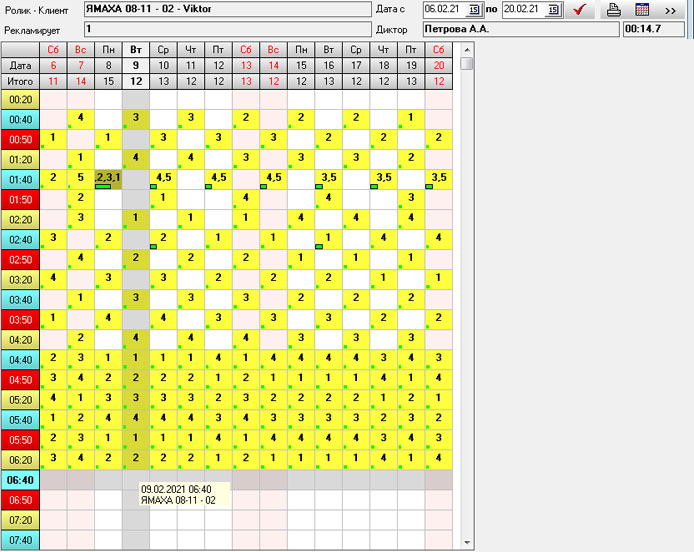 Ролик - Клиент ЯМАХА 08-11 - 02 - Viktor Дата с 06.02.21 15 по 20.02.21 15 >>
Рекламирует 1 Диктор Петрова А.А. 00:14.7
Сб Вс Пн Вт Ср Чт Пт Сб Вс Пн Вт Ср Чт Пт Сб
Дата 6 7 8 9 10 11 12 13 14 15 16 17 18 19 20
Итого 11 14 15 12 13 13 13 12 12 13 13 13 13 13 12
00:20
00:40 4 3 3 2 2 2 1
00:50 1 1 3 3 3 2 2 2
01:20 1 4 4 3 3 3 2
01:40 2 5 ,2,3,1 4,5 4,5 4,5 3,5 3,5 3,5
01:50 2 1 4 4 3
02:20 3 1 1 1 4 4 4
02:40 3 2 2 1 1 1 4 4
02:50 4 2 2 2 1 1 1
03:20 4 3 3 2 2 2 1 1
03:40 1 3 3 3 2 2 2
03:50 1 4 4 3 3 3 2 2
04:20 2 4 4 4 3 3 3
04:40 2 3 1 1 1 1 4 1 4 4 4 4 3 4 3
04:50 3 4 2 2 2 2 1 2 1 1 1 1 4 1 4
05:20 4 1 3 3 3 3 2 3 2 2 2 2 1 2 1
05:40 1 2 4 4 4 4 3 4 3 3 3 3 2 3 2
05:50 2 3 1 1 1 1 4 1 4 4 4 4 3 4 3
06:20 3 4 2 2 2 2 1 2 1 1 1 1 4 1 4
06:40
09.02.2021 06:40
06:50 ЯМАХА 08-11 - 02
07:20
07:40